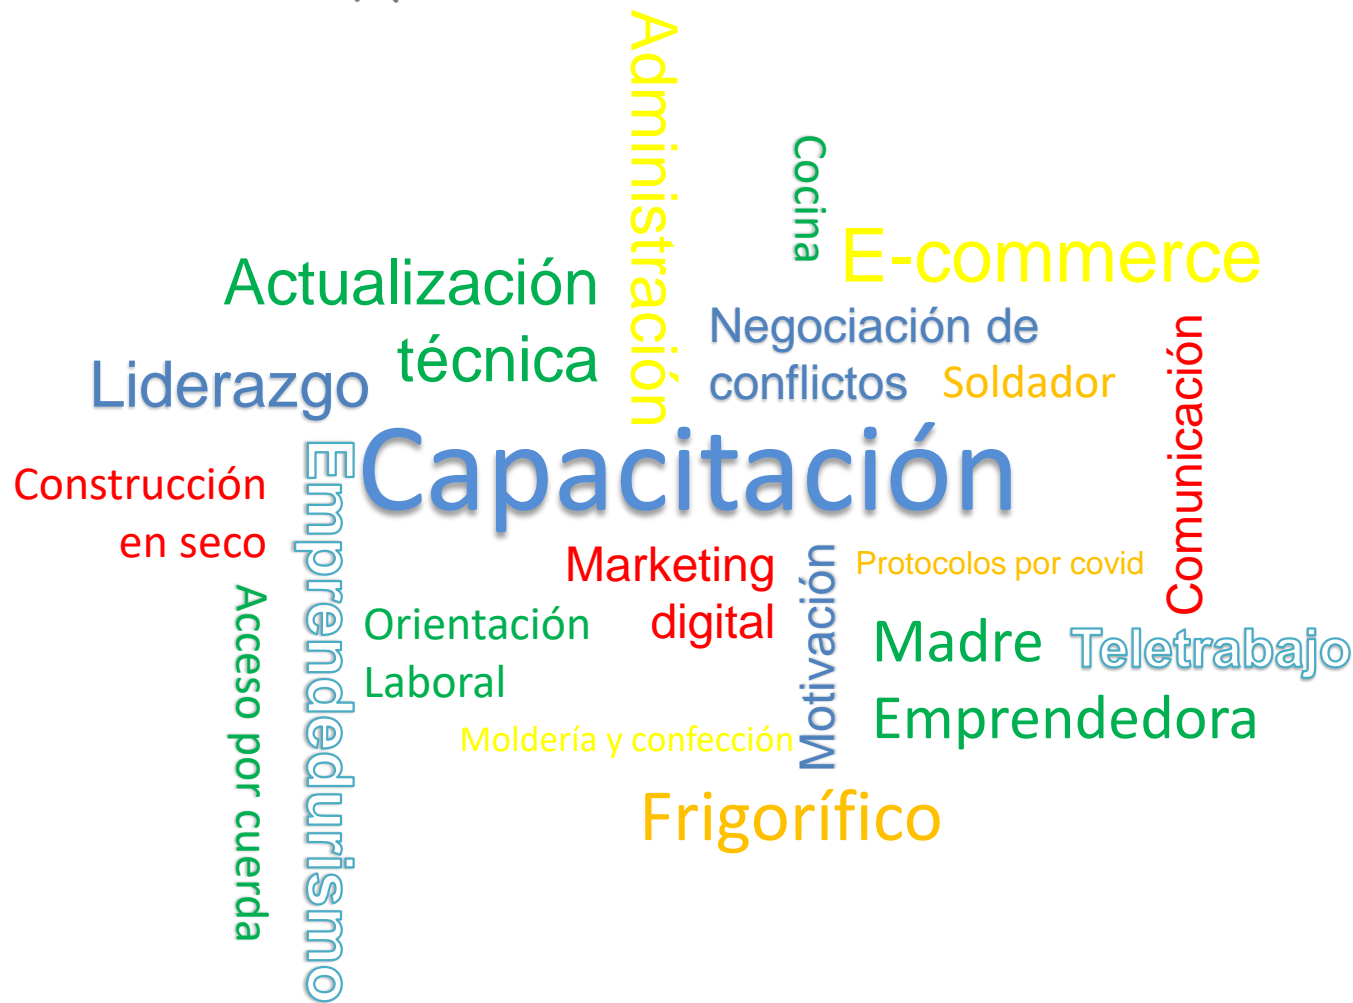 Administración
Cocina
E-commerce
Actualización
técnica
Negociación de
conflictos
Soldador
Comunicación
Liderazgo
Capacitación
Construcción
en seco
Emprendedurismo
Marketing
digital
Motivación
Protocolos por covid
Acceso por cuerda
Orientación
Laboral
Madre
Emprendedora
Teletrabajo
Moldería y confección
Frigorífico